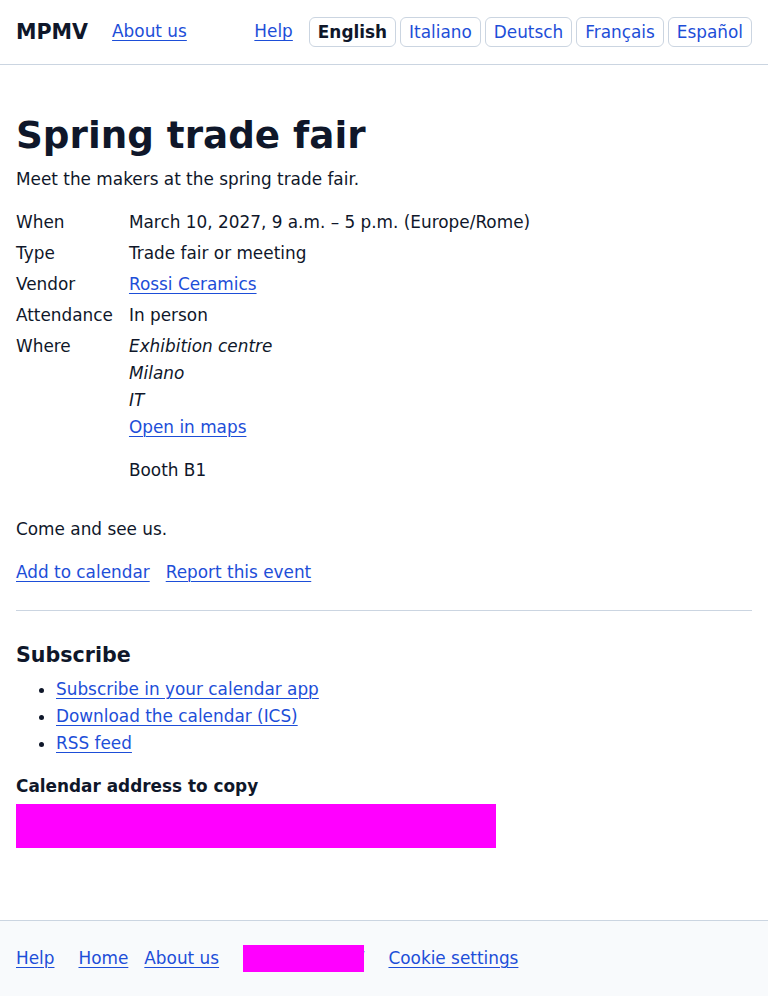 MPMV About us Help English Italiano Deutsch Français Español
Spring trade fair
Meet the makers at the spring trade fair.
When March 10, 2027, 9 a.m. – 5 p.m. (Europe/Rome)
Type Trade fair or meeting
Vendor Rossi Ceramics
Attendance In person
Where Exhibition centre
Milano
IT
Open in maps
Booth B1
Come and see us.
Add to calendar Report this event
Subscribe
Subscribe in your calendar app
Download the calendar (ICS)
RSS feed
Calendar address to copy
Help Home About us Cookie settings